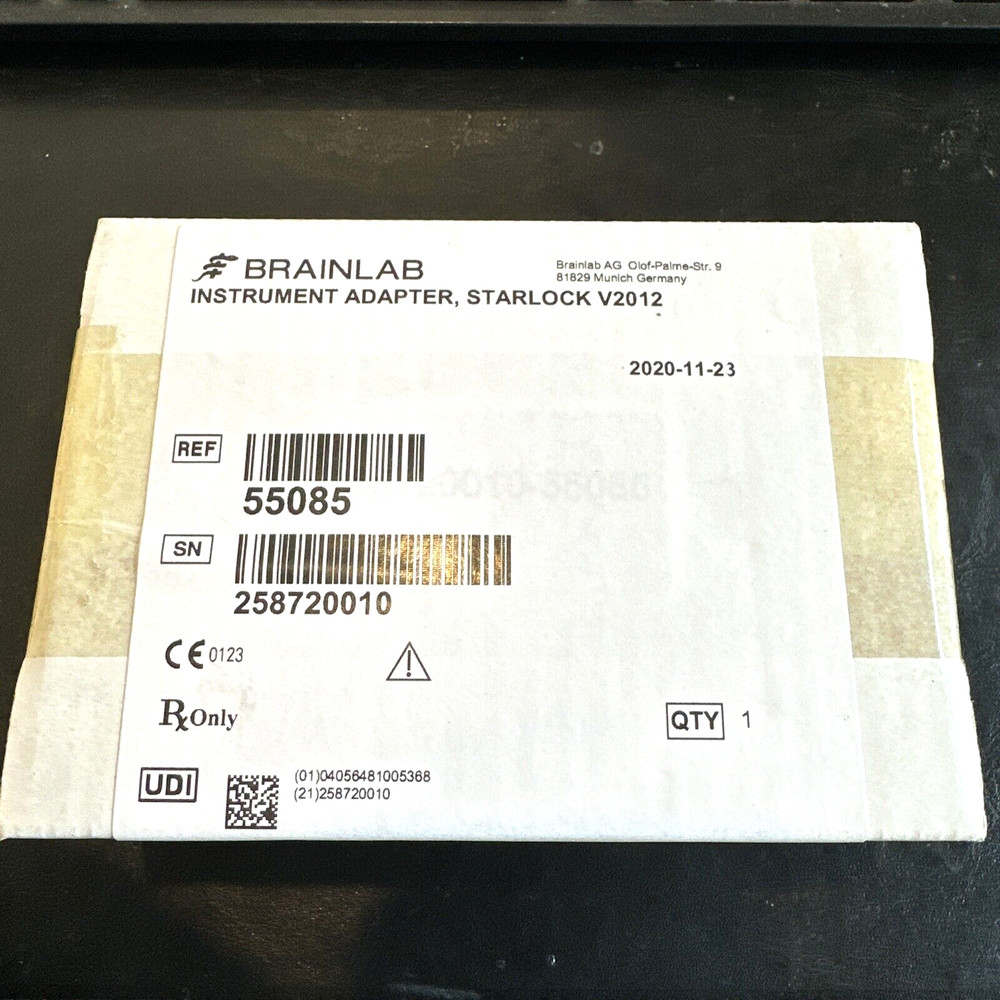 BRAINLAB
Brainlab AG Olof-Palme-Str. 9
81829 Munich Germany
INSTRUMENT ADAPTER, STARLOCK V2012
2020-11-23
REF
55085
SN
258720010
CE 0123
Rx Only
QTY 1
UDI
(01)04056481005368
(21)258720010